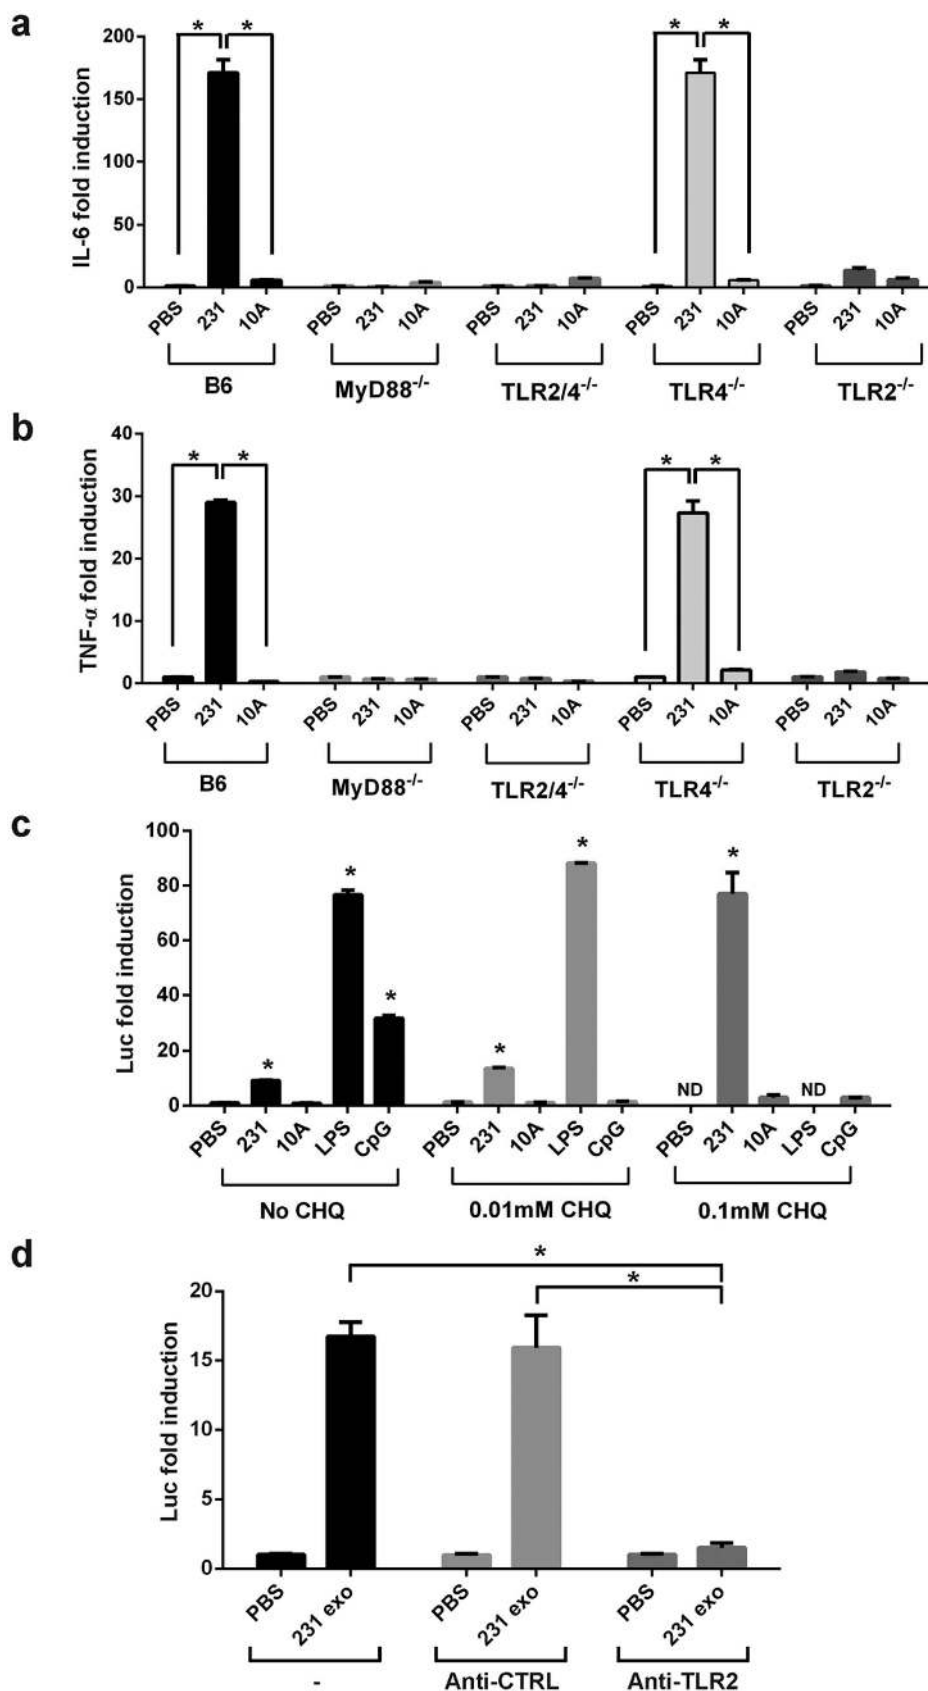 a
* *
200
150
100
50
0
IL-6 fold induction
PBS 231 10A PBS 231 10A PBS 231 10A PBS 231 10A PBS 231 10A
B6 MyD88-/- TLR2/4-/- TLR4-/- TLR2-/-
* *
b
40
30
20
10
0
TNF-α fold induction
* * * *
PBS 231 10A PBS 231 10A PBS 231 10A PBS 231 10A PBS 231 10A
B6 MyD88-/- TLR2/4-/- TLR4-/- TLR2-/-
c
100
80
60
40
20
0
Luc fold induction
* * * * * *
ND ND
PBS 231 10A LPS CpG PBS 231 10A LPS CpG PBS 231 10A LPS CpG
No CHQ 0.01mM CHQ 0.1mM CHQ
d
* *
20
15
10
5
0
Luc fold induction
PBS 231 exo PBS 231 exo PBS 231 exo
- Anti-CTRL Anti-TLR2